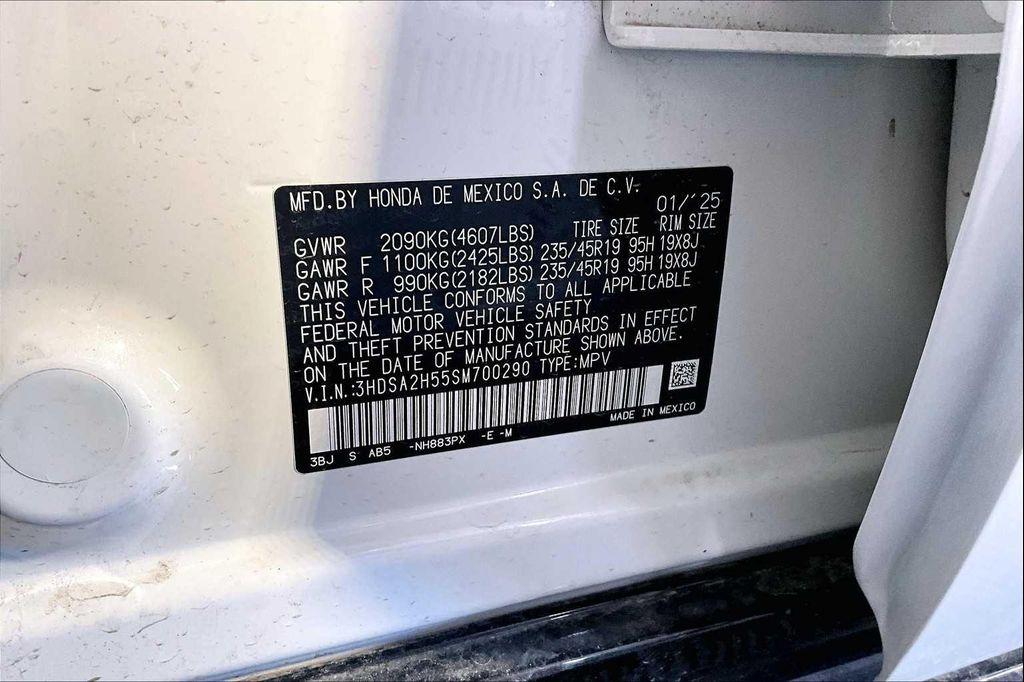 MFD.BY HONDA DE MEXICO S.A. DE C.V.
01/'25
TIRE SIZE RIM SIZE
GVWR 2090KG(4607LBS)
GAWR F 1100KG(2425LBS) 235/45R19 95H 19X8J
GAWR R 990KG(2182LBS) 235/45R19 95H 19X8J
THIS VEHICLE CONFORMS TO ALL APPLICABLE
FEDERAL MOTOR VEHICLE SAFETY
AND THEFT PREVENTION STANDARDS IN EFFECT
ON THE DATE OF MANUFACTURE SHOWN ABOVE.
V.I.N.:3HDSA2H55SM700290 TYPE:MPV
MADE IN MEXICO
3BJ S AB5 -NH883PX -E -M